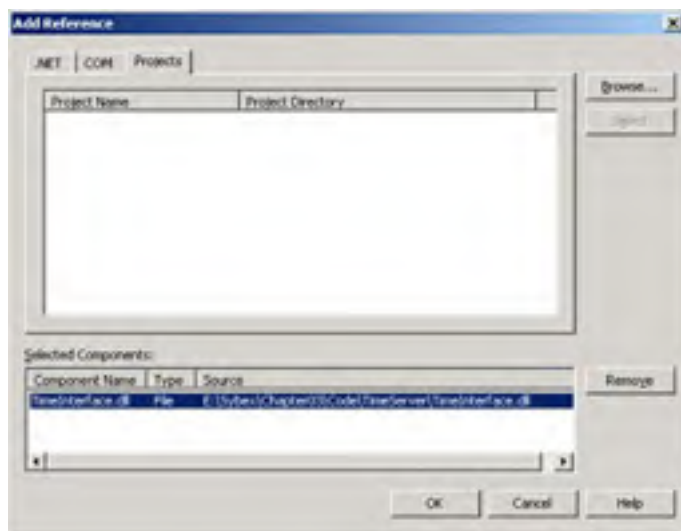 Add Reference
.NET COM Projects
Project Name Project Directory
Browse...
Select
Selected Components:
Component Name Type Source
TimeInterface.dll File E:\Sybex\Chapter03\Code\TimeServer\TimeInterface.dll
Remove
OK Cancel Help